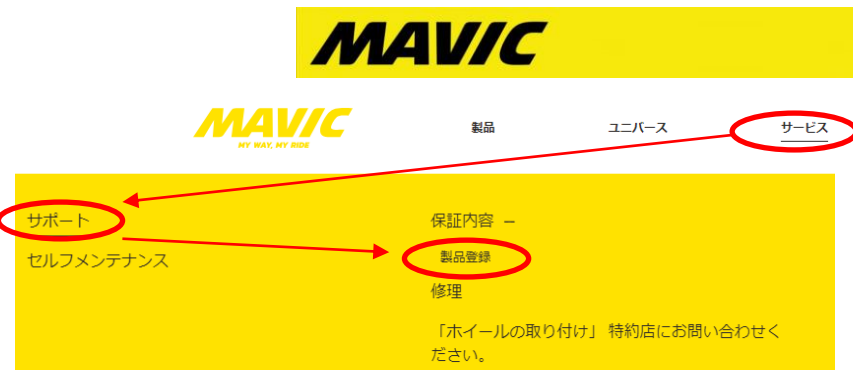 MAVIC
MAVIC
MY WAY, MY RIDE
製品
ユニバース
サービス
サポート
セルフメンテナンス
保証内容 −
製品登録
修理
「ホイールの取り付け」 特約店にお問い合わせく
ださい。